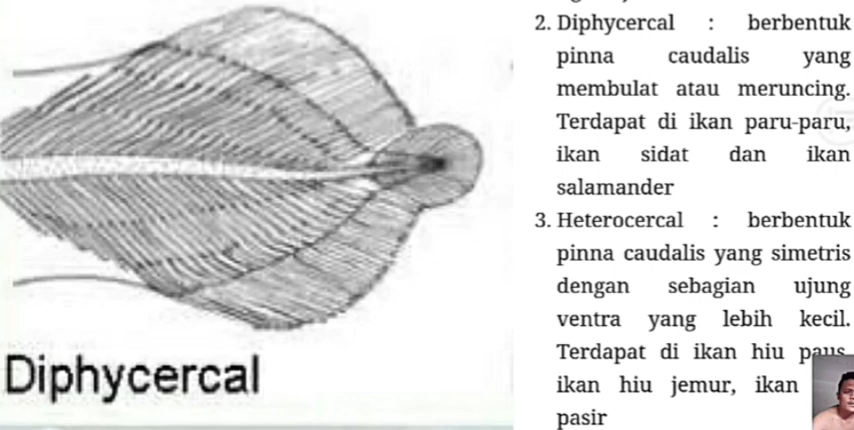 Diphycercal
2. Diphycercal : berbentuk
pinna caudalis yang
membulat atau meruncing.
Terdapat di ikan paru-paru,
ikan sidat dan ikan
salamander
3. Heterocercal : berbentuk
pinna caudalis yang simetris
dengan sebagian ujung
ventra yang lebih kecil.
Terdapat di ikan hiu paus,
ikan hiu jemur, ikan
pasir